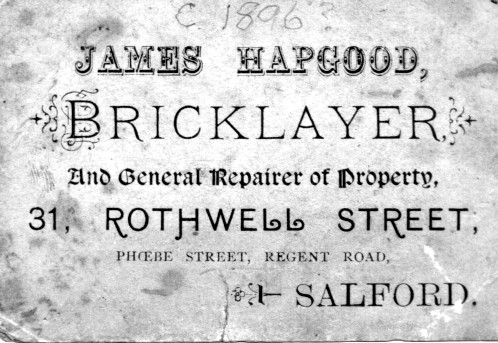 C 1896?
JAMES HAPGOOD,
BRICKLAYER,
And General Repairer of Property,
31, ROTHWELL STREET,
PHŒBE STREET, REGENT ROAD,
SALFORD.